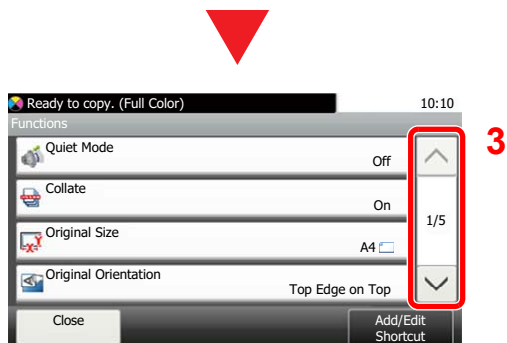 Ready to copy. (Full Color)
10:10
Functions
Quiet Mode
Off
3
Collate
On
1/5
Original Size
A4
Original Orientation
Top Edge on Top
Close
Add/Edit
Shortcut